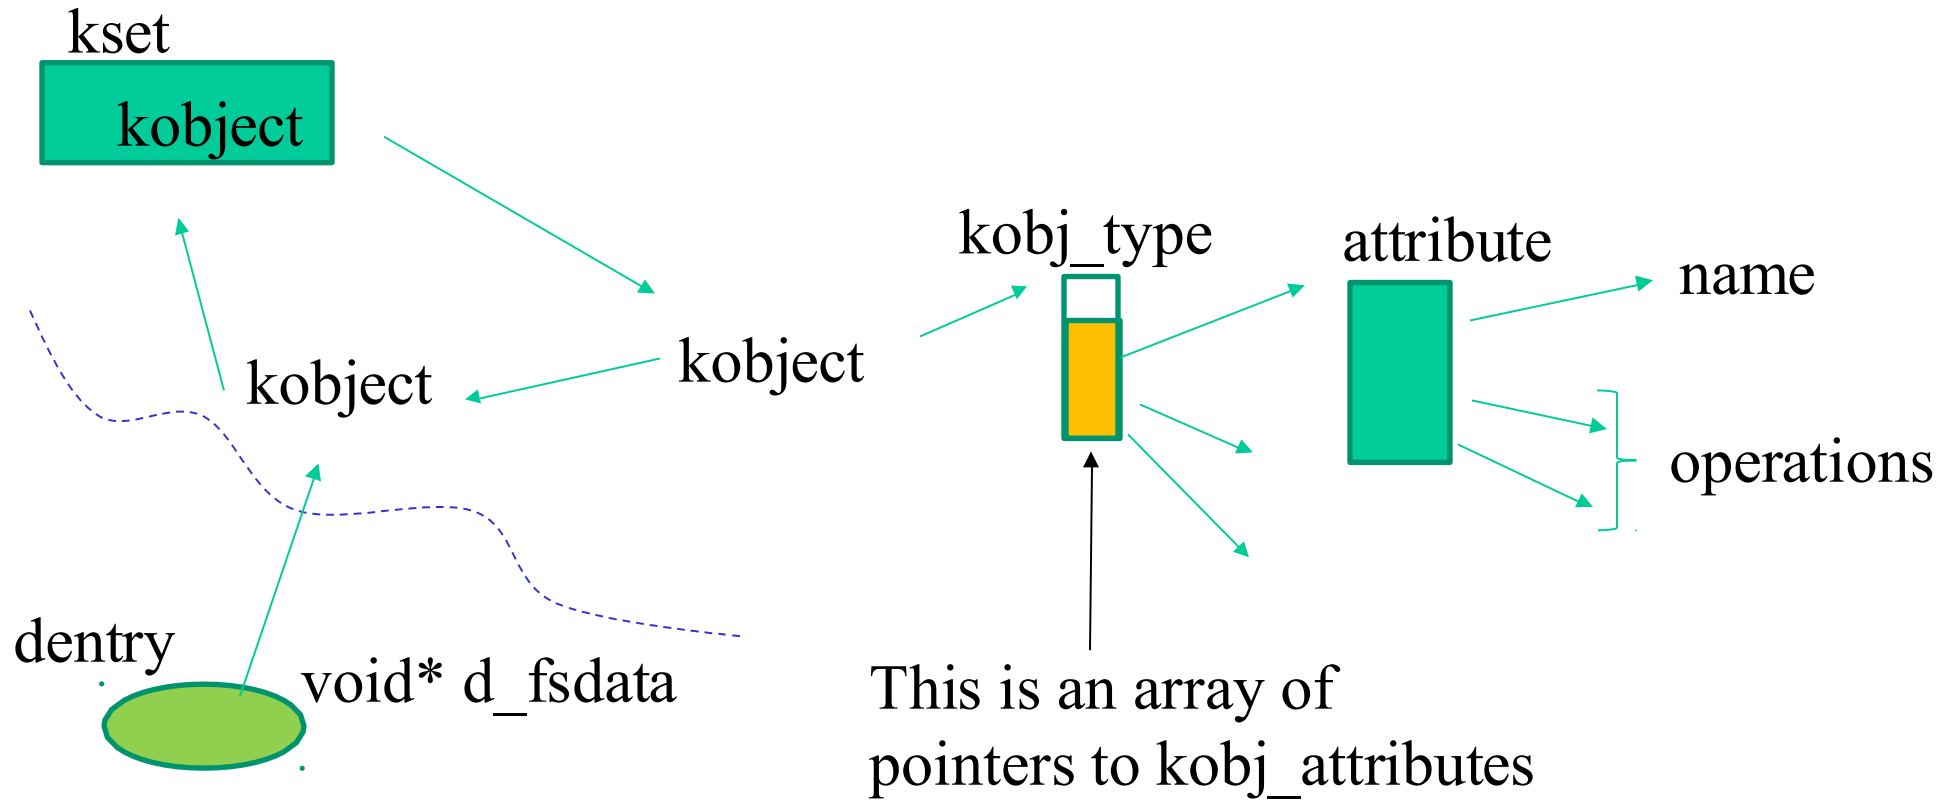 kset
kobject
kobj_type
attribute
name
kobject
kobject
operations
dentry
void* d_fsdata
This is an array of
pointers to kobj_attributes